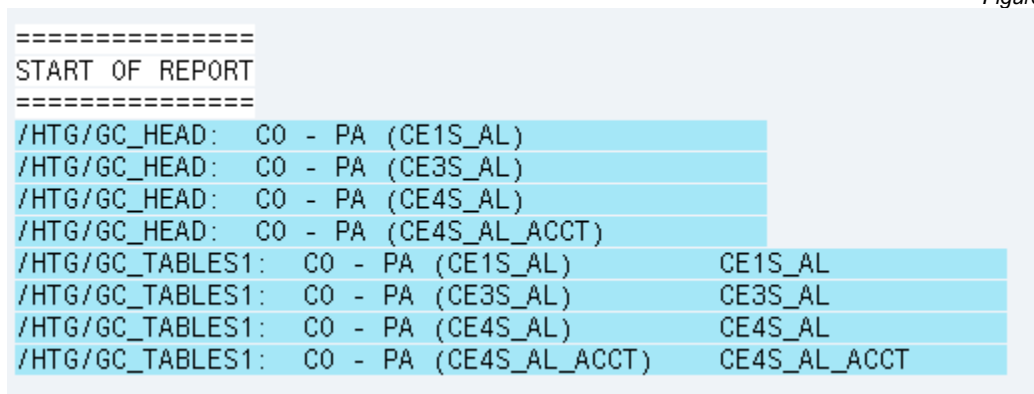 Figure
===============
START OF REPORT
===============
/HTG/GC_HEAD:  CO - PA (CE1S_AL)
/HTG/GC_HEAD:  CO - PA (CE3S_AL)
/HTG/GC_HEAD:  CO - PA (CE4S_AL)
/HTG/GC_HEAD:  CO - PA (CE4S_AL_ACCT)
/HTG/GC_TABLES1:  CO - PA (CE1S_AL)         CE1S_AL
/HTG/GC_TABLES1:  CO - PA (CE3S_AL)         CE3S_AL
/HTG/GC_TABLES1:  CO - PA (CE4S_AL)         CE4S_AL
/HTG/GC_TABLES1:  CO - PA (CE4S_AL_ACCT)    CE4S_AL_ACCT